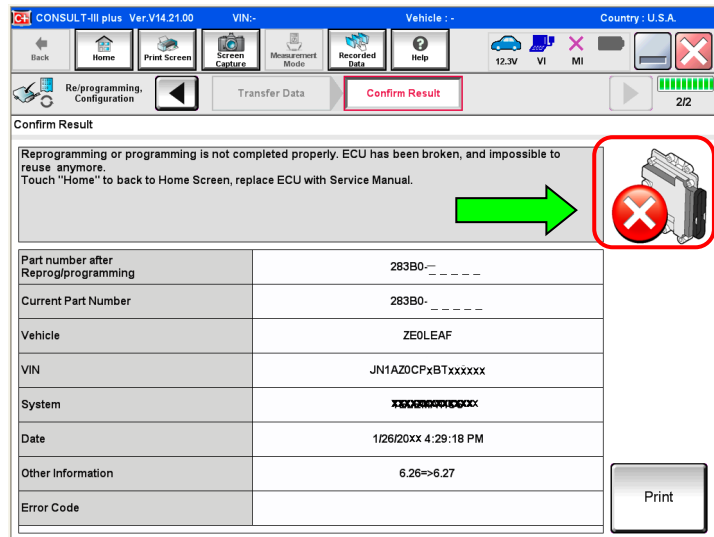 C+ CONSULT-III plus Ver.V14.21.00 VIN:- Vehicle : - Country : U.S.A.
Back Home Print Screen Screen Capture Measurement Mode Recorded Data Help 12.3V VI MI
Re/programming, Configuration Transfer Data Confirm Result 2/2
Confirm Result
Reprogramming or programming is not completed properly. ECU has been broken, and impossible to
reuse anymore.
Touch "Home" to back to Home Screen, replace ECU with Service Manual.
Part number after
Reprog/programming 283B0-_ _ _ _ _
Current Part Number 283B0- _ _ _ _ _
Vehicle ZE0LEAF
VIN JN1AZ0CPxBTxxxxxx
System
Date 1/26/20xx 4:29:18 PM
Other Information 6.26=>6.27
Error Code
Print